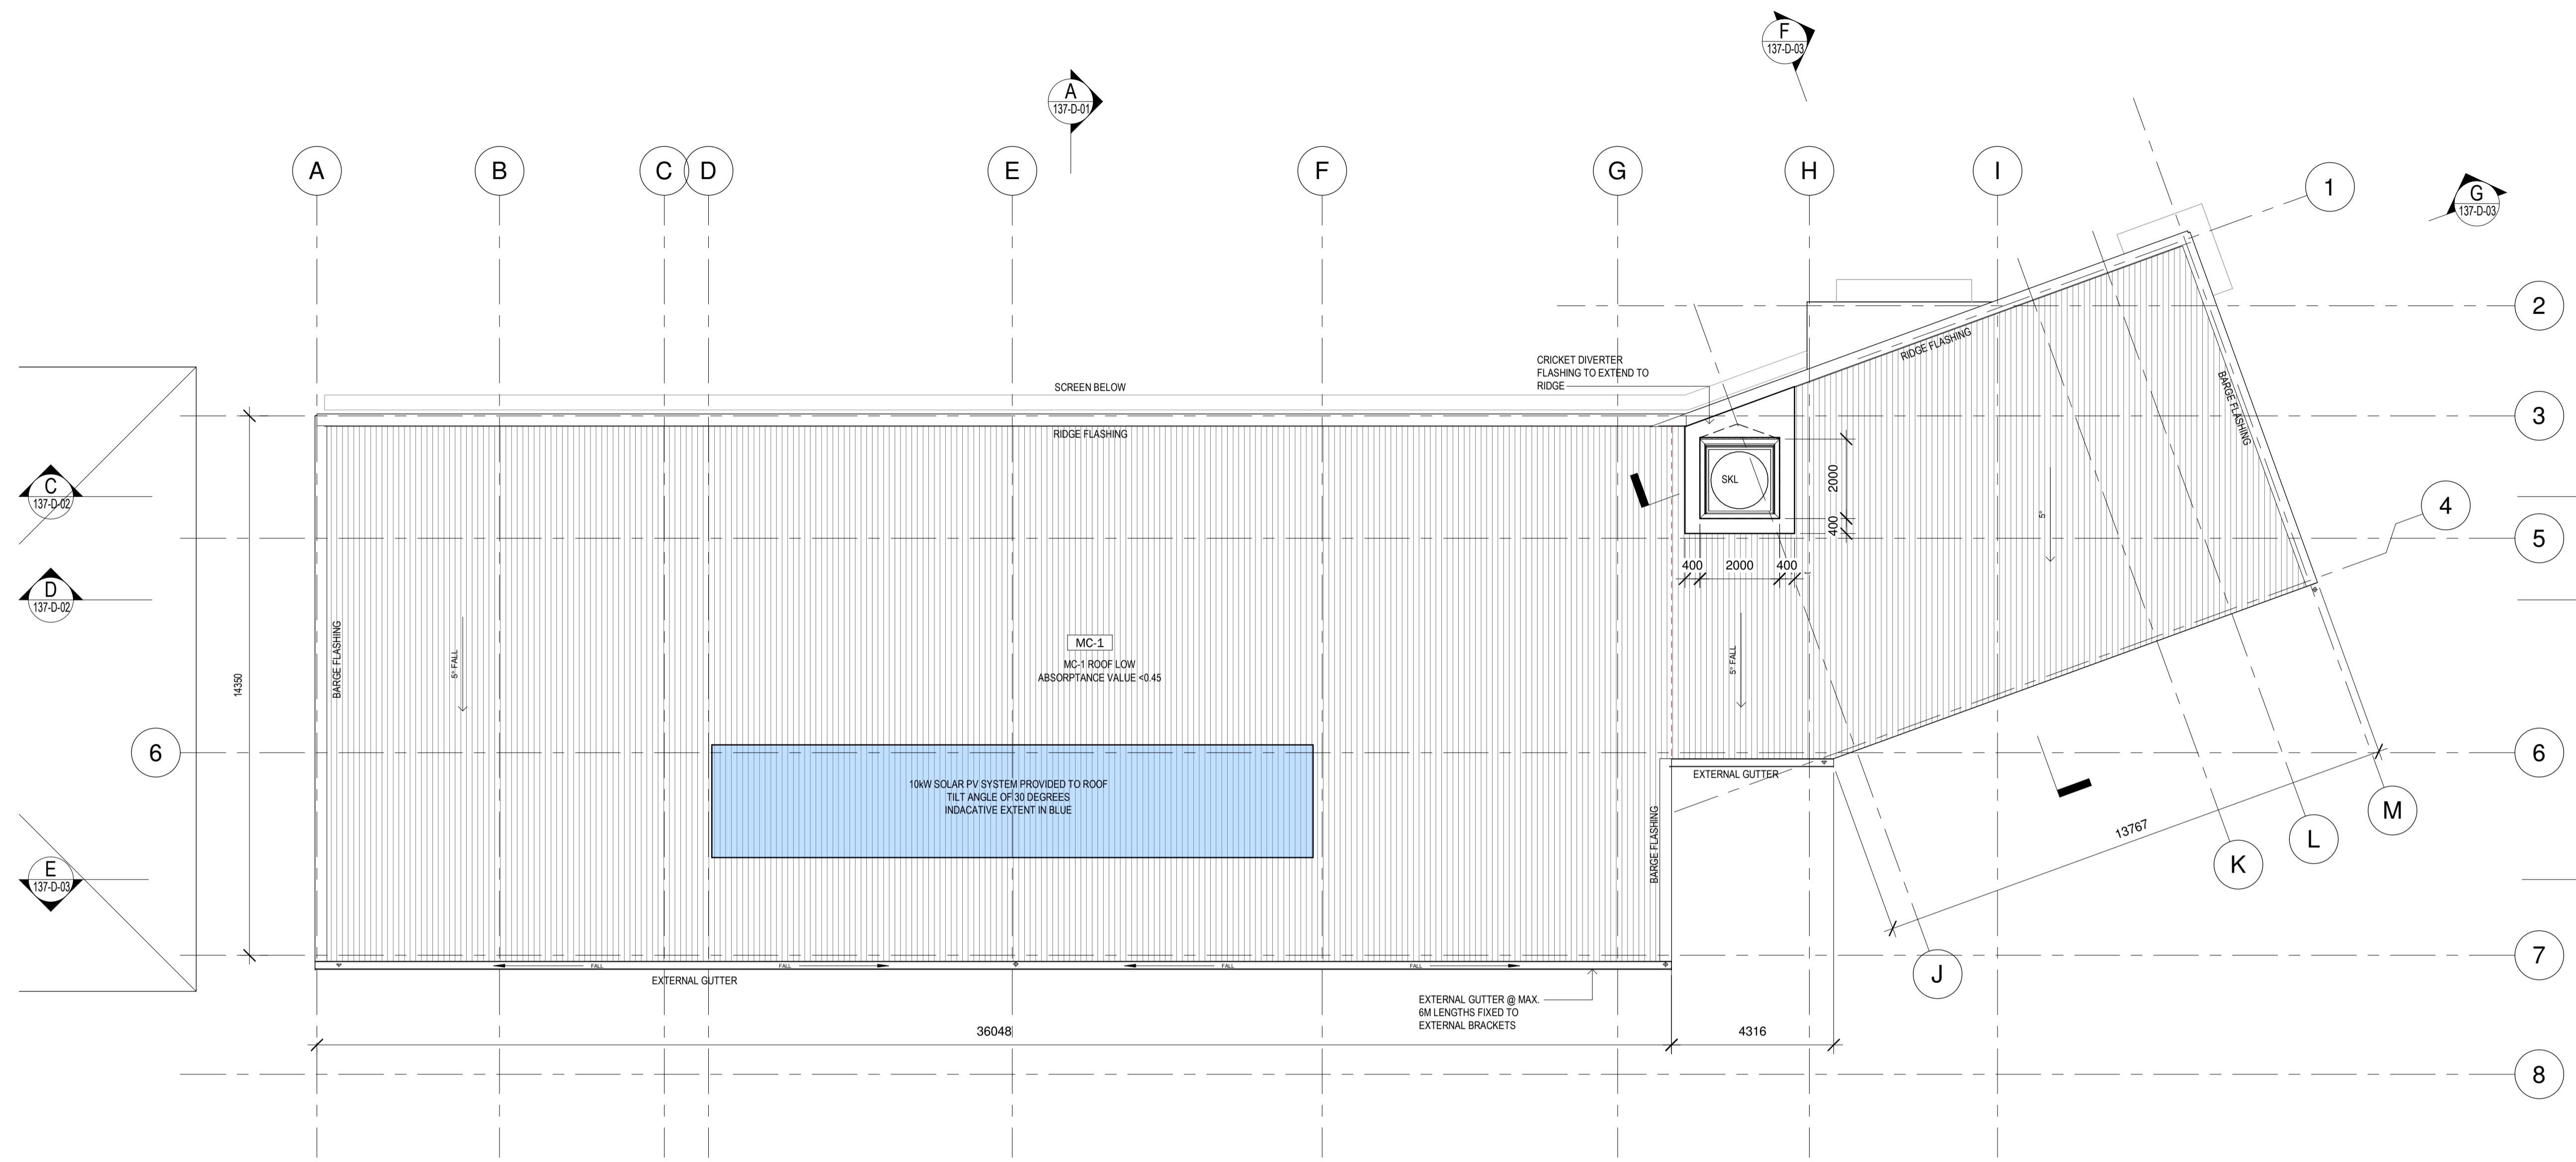 F
137-D-03
A
137-D-01
A
B
C
D
E
F
G
H
I
1
G
137-D-03
2
CRICKET DIVERTER
FLASHING TO EXTEND TO
RIDGE
RIDGE FLASHING
SCREEN BELOW
BARGE FLASHING
3
RIDGE FLASHING
SKL
2000
400
C
137-D-02
5°
4
5
400
2000
400
D
137-D-02
BARGE FLASHING
5° FALL
MC-1
MC-1 ROOF LOW
ABSORPTANCE VALUE <0.45
5° FALL
14350
6
6
10kW SOLAR PV SYSTEM PROVIDED TO ROOF
TILT ANGLE OF 30 DEGREES
INDACATIVE EXTENT IN BLUE
EXTERNAL GUTTER
BARGE FLASHING
13767
M
L
K
E
137-D-03
7
J
FALL
FALL
FALL
FALL
EXTERNAL GUTTER
EXTERNAL GUTTER @ MAX.
6M LENGTHS FIXED TO
EXTERNAL BRACKETS
36048
4316
8